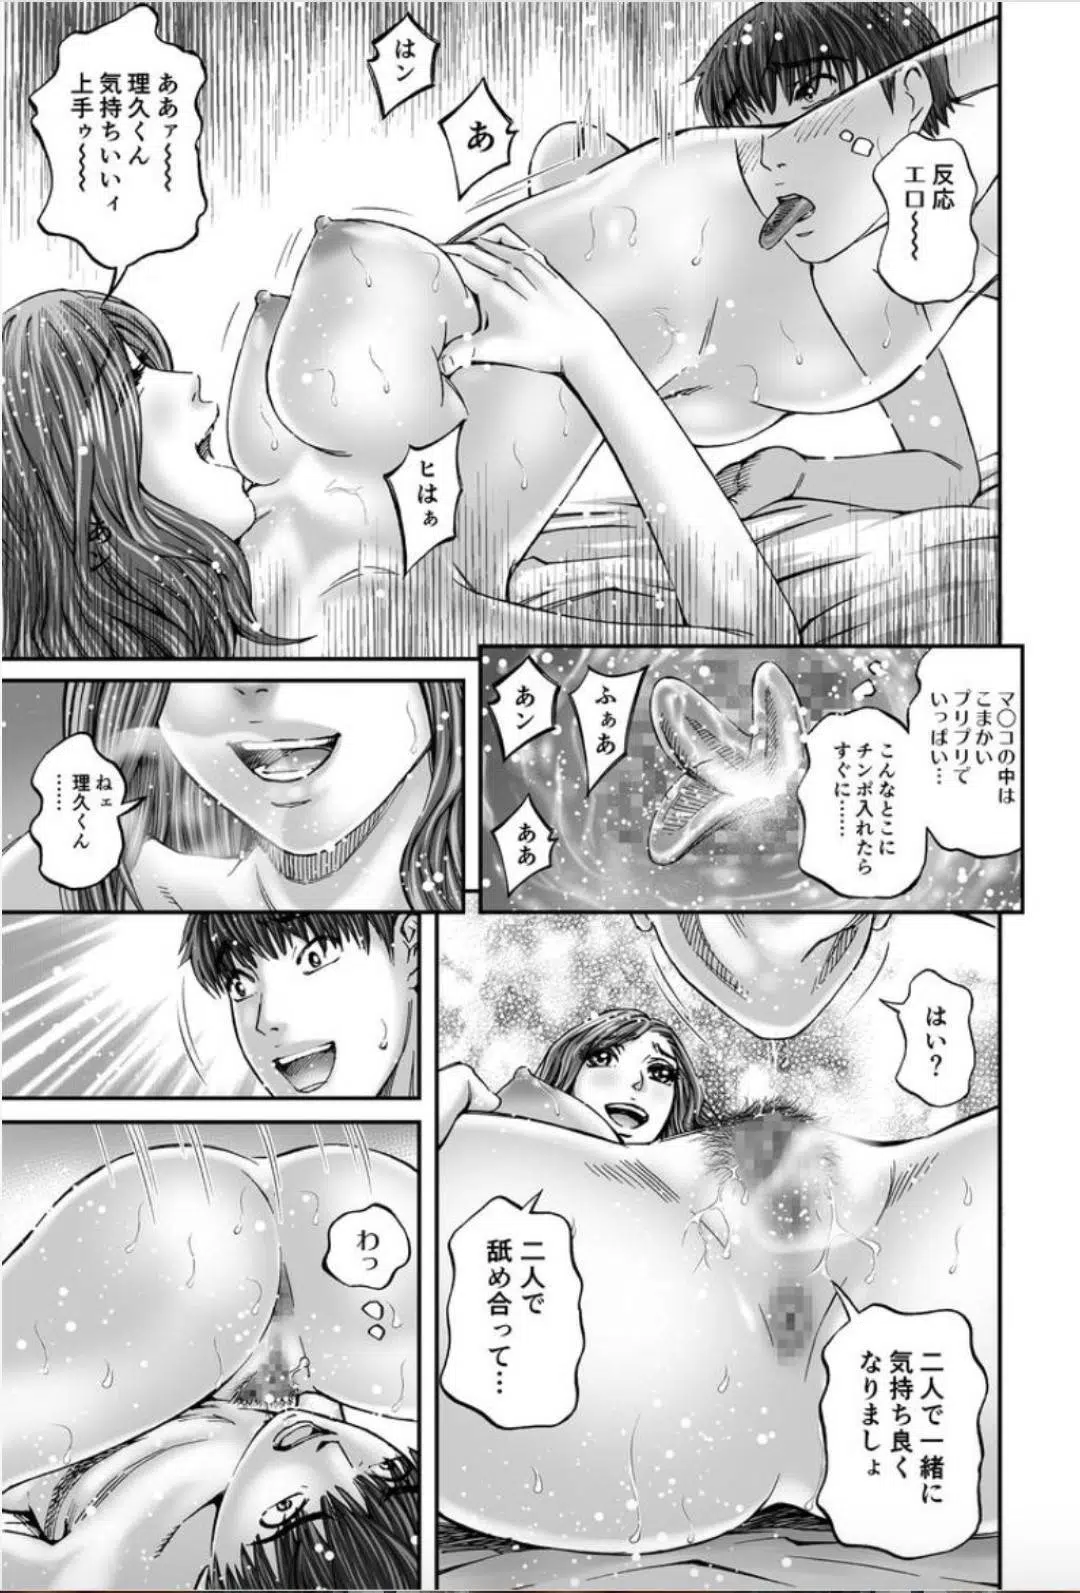 反応
エロ〜〜
あ
はン
ああァ〜〜
理久くん
気持ちいいィ
上手ゥ〜〜
ヒはぁ
あン
マ〇コの中は
こまかい
プリプリで
いっぱい…
こんなとこに
チンポ入れたら
すぐに……
ふぁあ
あン
ああ
ねェ
理久くん
……
はい?
二人で
舐め合って…
二人で一緒に
気持ち良く
なりましょ
わっ